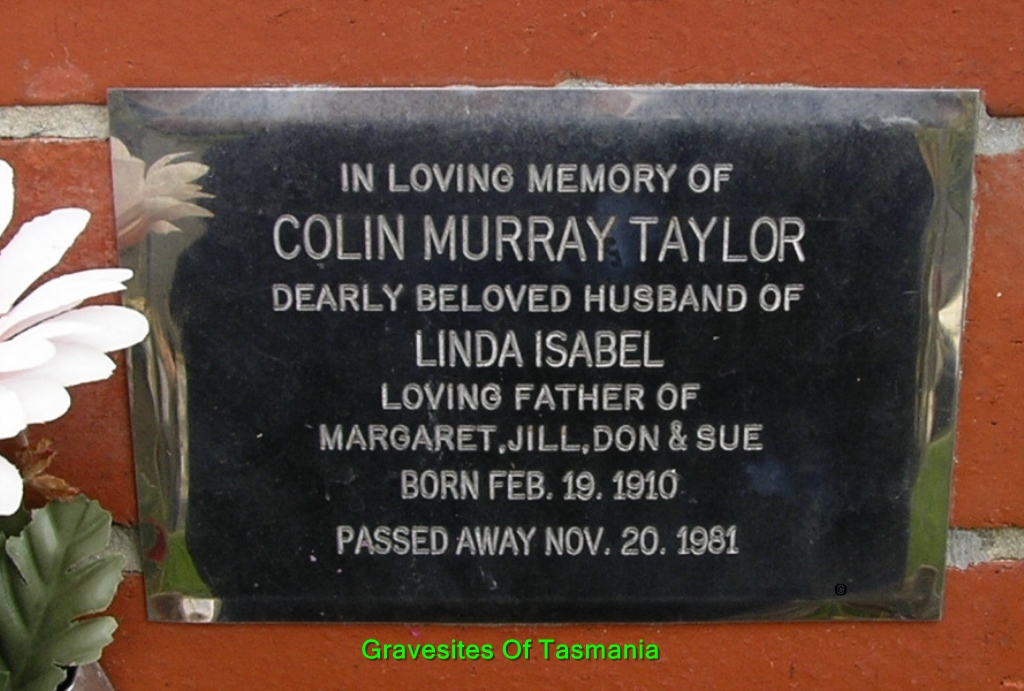 IN LOVING MEMORY OF
COLIN MURRAY TAYLOR
DEARLY BELOVED HUSBAND OF
LINDA ISABEL
LOVING FATHER OF
MARGARET, JILL, DON & SUE
BORN FEB. 19. 1910
PASSED AWAY NOV. 20. 1981
Gravesites Of Tasmania